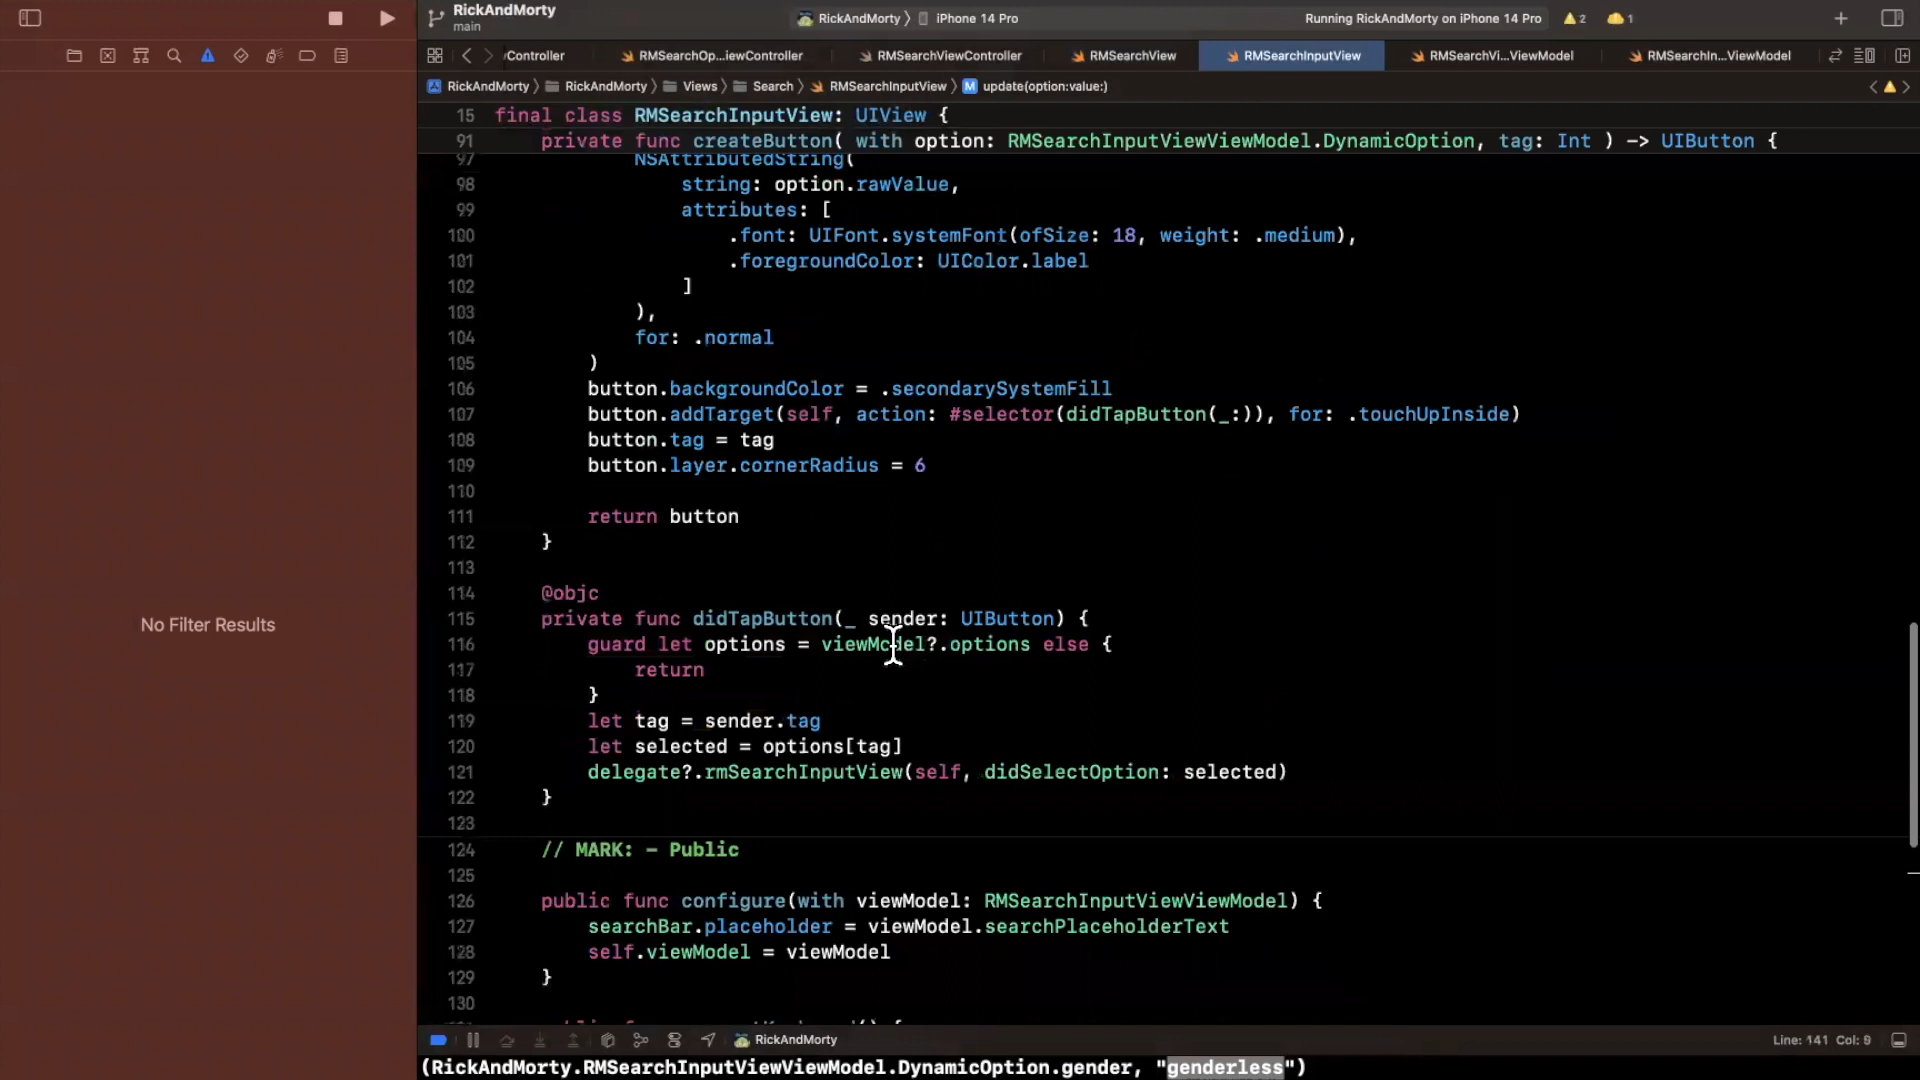 RickAndMorty
main
RickAndMorty 〉 iPhone 14 Pro
Running RickAndMorty on iPhone 14 Pro
2
1
/Controller
RMSearchOp...iewController
RMSearchViewController
RMSearchView
RMSearchInputView
RMSearchVi...ViewModel
RMSearchIn...ViewModel
RickAndMorty 〉 RickAndMorty 〉 Views 〉 Search 〉 RMSearchInputView 〉 M update(option:value:)
15 final class RMSearchInputView: UIView {
91 private func createButton( with option: RMSearchInputViewViewModel.DynamicOption, tag: Int ) -> UIButton {
97 NSAttributedString(
98 string: option.rawValue,
99 attributes: [
100 .font: UIFont.systemFont(ofSize: 18, weight: .medium),
101 .foregroundColor: UIColor.label
102 ]
103 ),
104 for: .normal
105 )
106 button.backgroundColor = .secondarySystemFill
107 button.addTarget(self, action: #selector(didTapButton(_:)), for: .touchUpInside)
108 button.tag = tag
109 button.layer.cornerRadius = 6
110
111 return button
112 }
113
114 @objc
115 private func didTapButton(_ sender: UIButton) {
116 guard let options = viewModel?.options else {
117 return
118 }
119 let tag = sender.tag
120 let selected = options[tag]
121 delegate?.rmSearchInputView(self, didSelectOption: selected)
122 }
123
124 // MARK: - Public
125
126 public func configure(with viewModel: RMSearchInputViewViewModel) {
127 searchBar.placeholder = viewModel.searchPlaceholderText
128 self.viewModel = viewModel
129 }
130
No Filter Results
RickAndMorty
Line: 141 Col: 9
(RickAndMorty.RMSearchInputViewViewModel.DynamicOption.gender, "genderless")